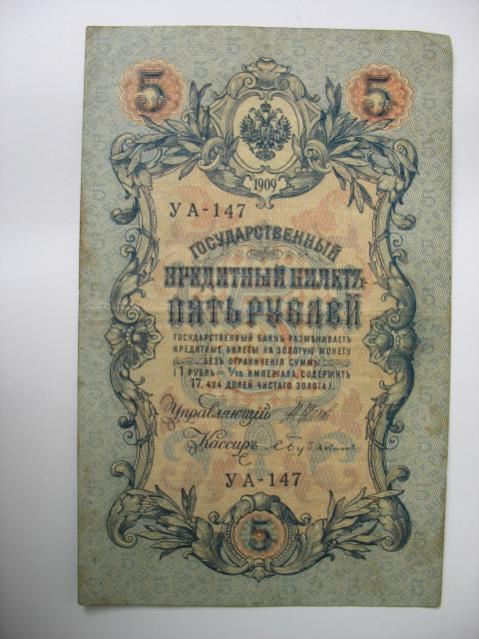 5 5
1909
УА-147
ГОСУДАРСТВЕННЫЙ
КРЕДИТНЫЙ БИЛЕТЪ
ПЯТЬ РУБЛЕЙ
ГОСУДАРСТВЕННЫЙ БАНКЪ РАЗМѢНИВАЕТЪ
КРЕДИТНЫЕ БИЛЕТЫ НА ЗОЛОТУЮ МОНЕТУ
БЕЗЪ ОГРАНИЧЕНІЯ СУММЫ
(1 РУБЛЬ = 1/15 ИМПЕРІАЛА, СОДЕРЖИТЪ
17,424 ДОЛЕЙ ЧИСТАГО ЗОЛОТА).
Управляющій
Кассиръ
УА-147
5